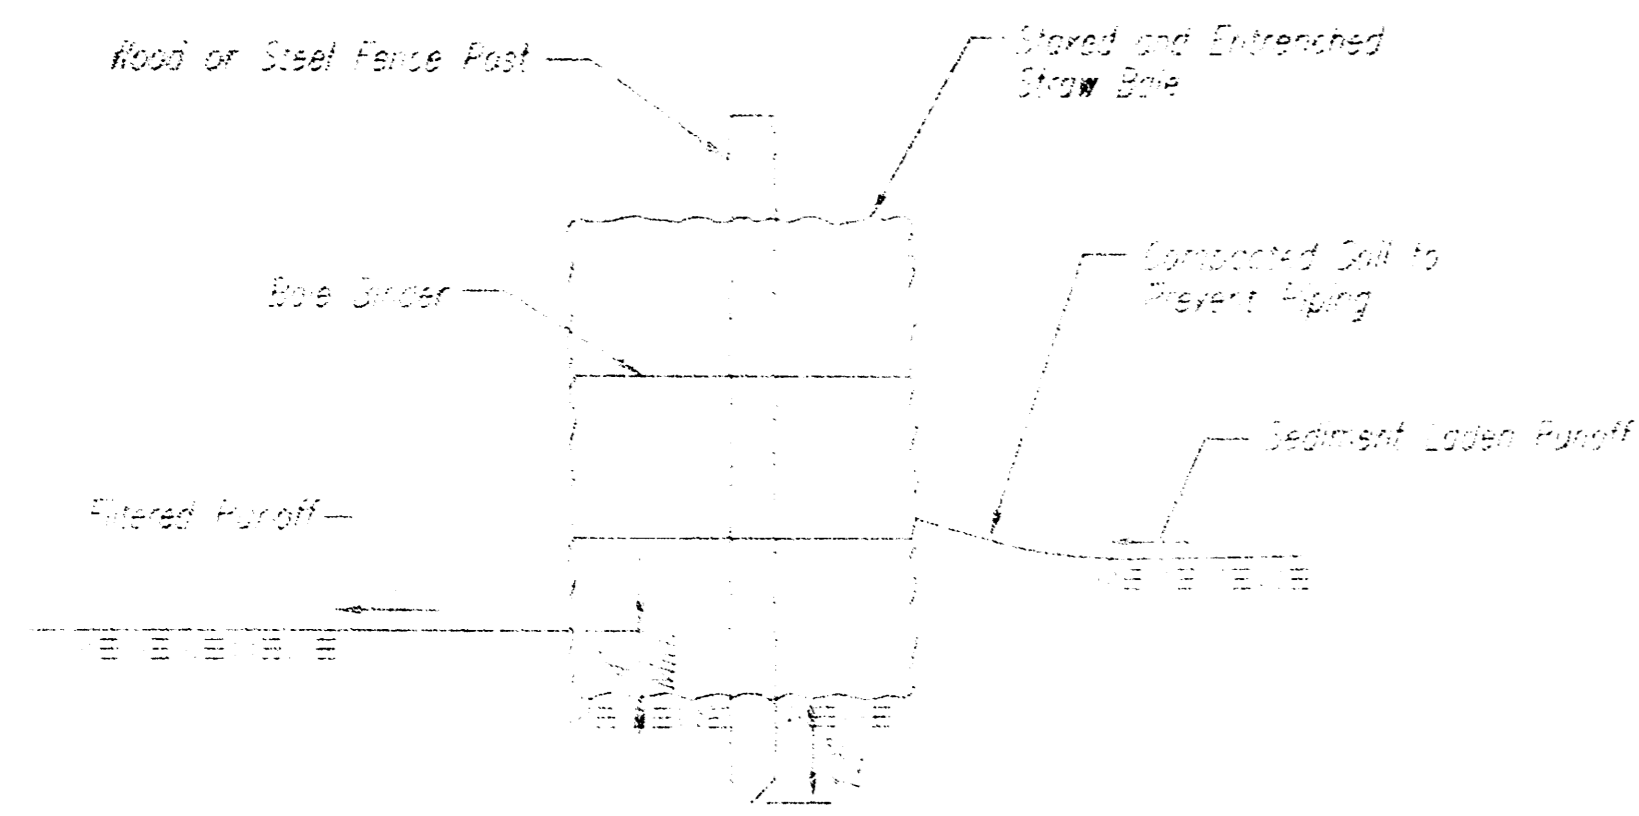 Wood or Steel Fence Post
Staked and Entrenched
Straw Bale
Compacted Soil to
Prevent Piping
Bale Binder
Sediment Laden Runoff
Filtered Runoff
Min.